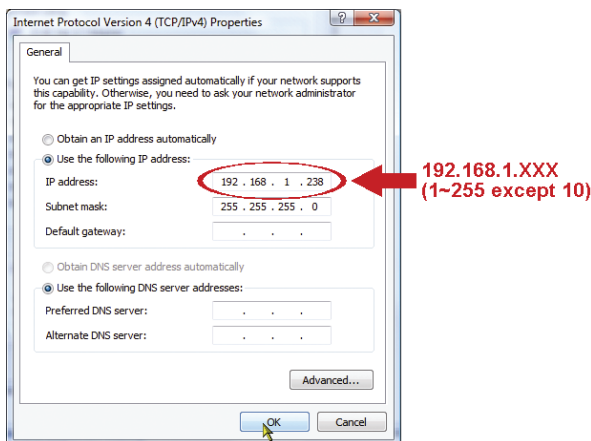 Internet Protocol Version 4 (TCP/IPv4) Properties
General
You can get IP settings assigned automatically if your network supports
this capability. Otherwise, you need to ask your network administrator
for the appropriate IP settings.
Obtain an IP address automatically
Use the following IP address:
IP address: 192 . 168 . 1 . 238
Subnet mask: 255 . 255 . 255 . 0
Default gateway: . . .
192.168.1.XXX
(1~255 except 10)
Obtain DNS server address automatically
Use the following DNS server addresses:
Preferred DNS server: . . .
Alternate DNS server: . . .
Advanced...
OK Cancel